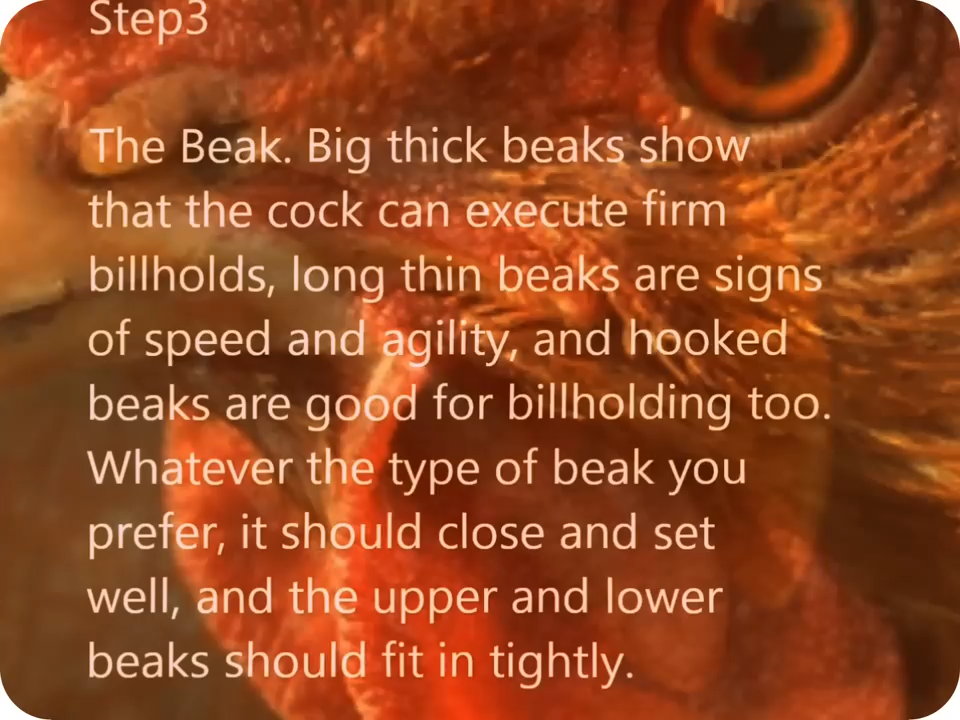 Step3
The Beak. Big thick beaks show
that the cock can execute firm
billholds, long thin beaks are signs
of speed and agility, and hooked
beaks are good for billholding too.
Whatever the type of beak you
prefer, it should close and set
well, and the upper and lower
beaks should fit in tightly.